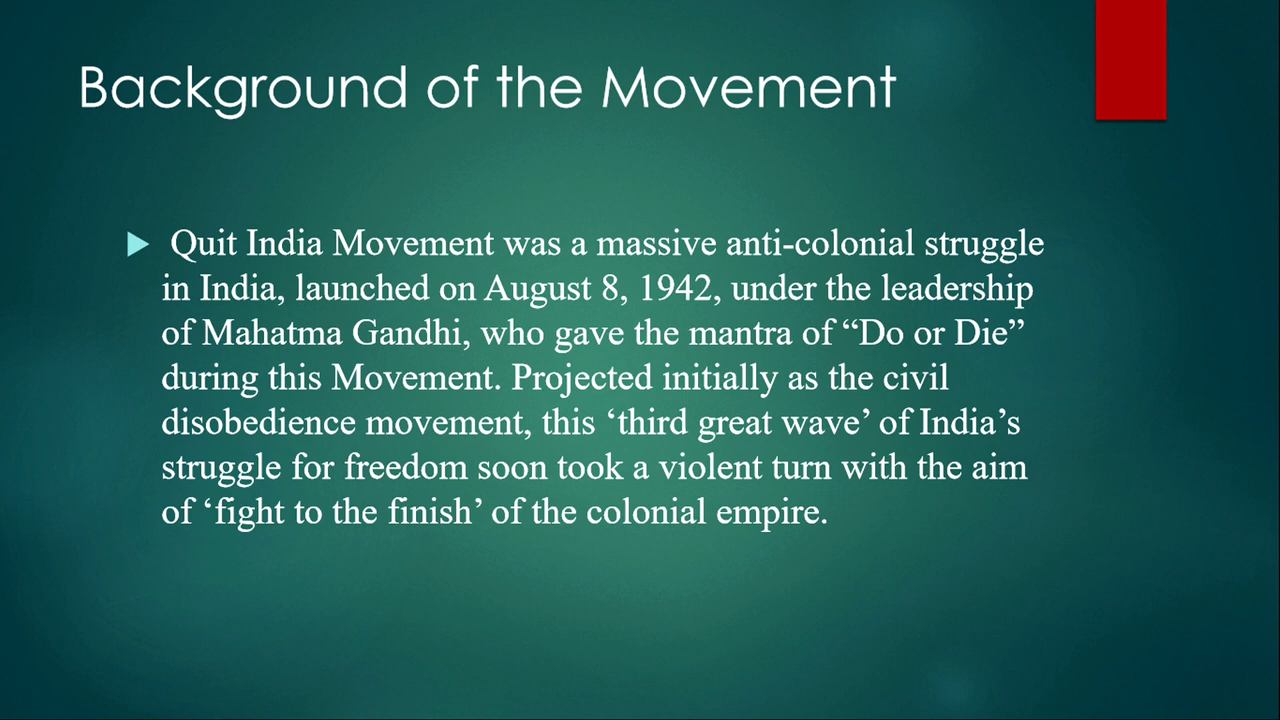 Background of the Movement
Quit India Movement was a massive anti-colonial struggle
in India, launched on August 8, 1942, under the leadership
of Mahatma Gandhi, who gave the mantra of “Do or Die”
during this Movement. Projected initially as the civil
disobedience movement, this ‘third great wave’ of India’s
struggle for freedom soon took a violent turn with the aim
of ‘fight to the finish’ of the colonial empire.